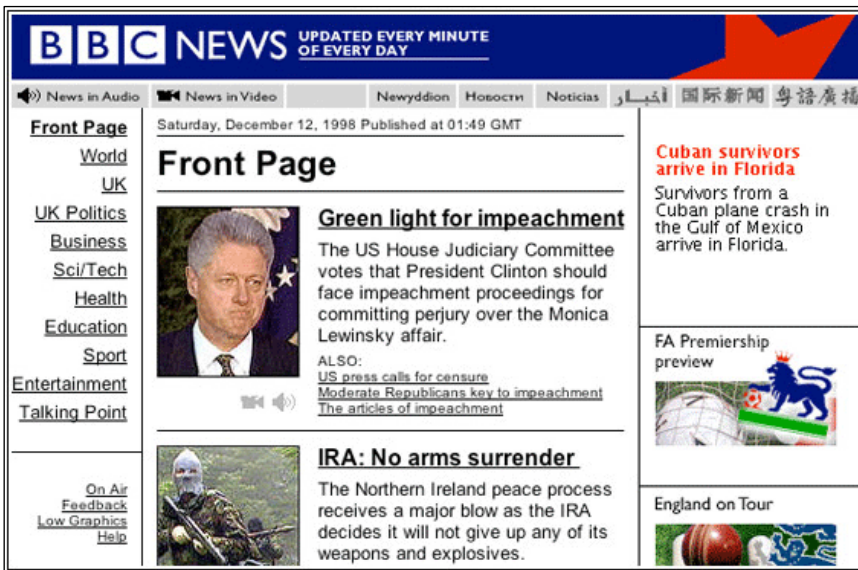 BBC NEWS UPDATED EVERY MINUTE
OF EVERY DAY
News in Audio News in Video Newyddion Новости Noticias أخبار 国际新闻 粤語廣播
Front Page
World
UK
UK Politics
Business
Sci/Tech
Health
Education
Sport
Entertainment
Talking Point
On Air
Feedback
Low Graphics
Help
Saturday, December 12, 1998 Published at 01:49 GMT
Front Page
Green light for impeachment
The US House Judiciary Committee
votes that President Clinton should
face impeachment proceedings for
committing perjury over the Monica
Lewinsky affair.
ALSO:
US press calls for censure
Moderate Republicans key to impeachment
The articles of impeachment
IRA: No arms surrender
The Northern Ireland peace process
receives a major blow as the IRA
decides it will not give up any of its
weapons and explosives.
Cuban survivors
arrive in Florida
Survivors from a
Cuban plane crash in
the Gulf of Mexico
arrive in Florida.
FA Premiership
preview
England on Tour